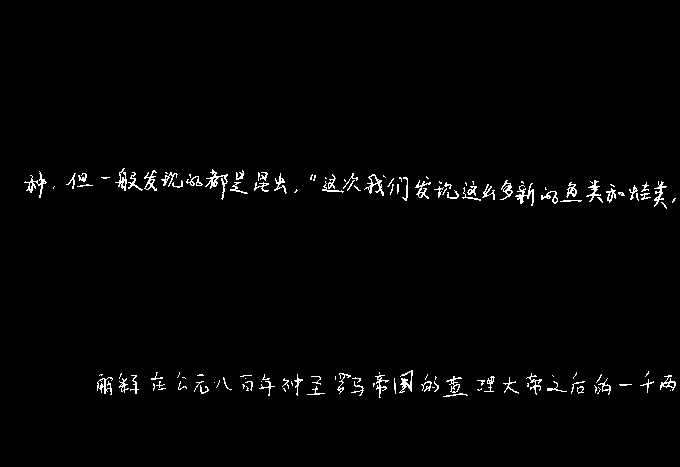 种，但一般发现的都是昆虫，“这次我们发现这么多新的鱼类和蛙类，
解释在公元八百年神圣罗马帝国的查理大帝之后的一千两